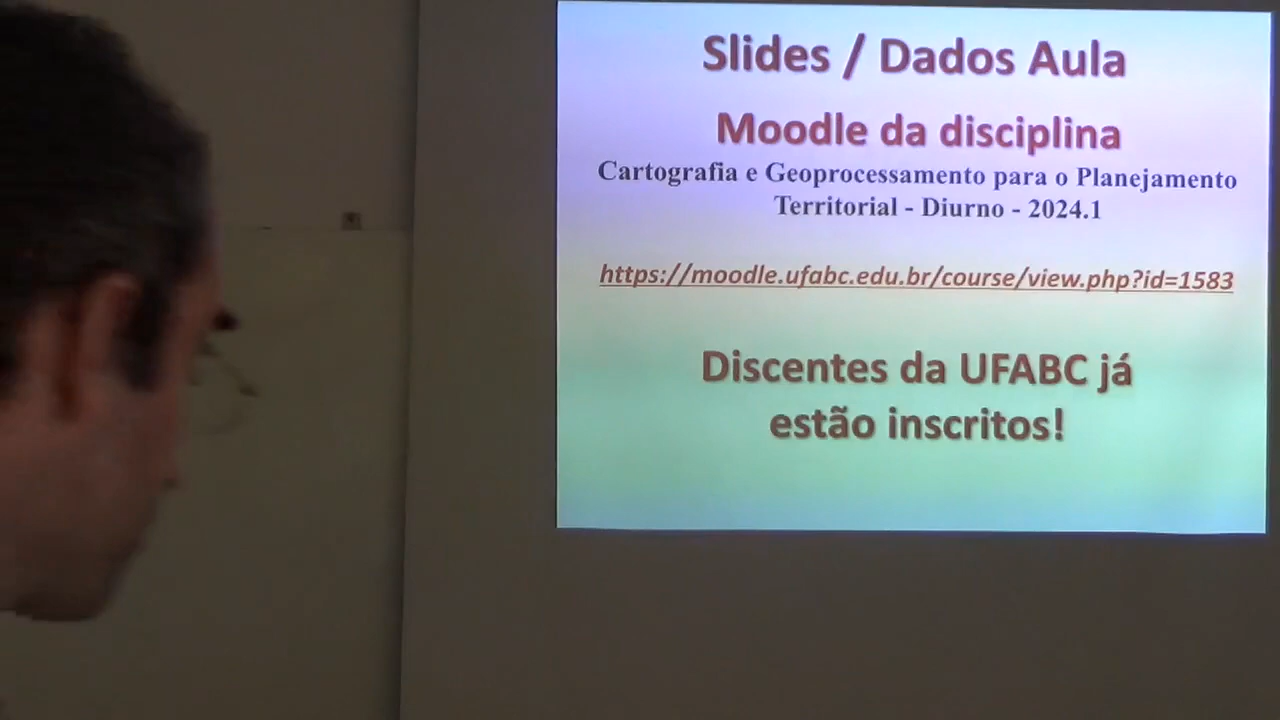 Slides / Dados Aula
Moodle da disciplina
Cartografia e Geoprocessamento para o Planejamento
Territorial - Diurno - 2024.1
https://moodle.ufabc.edu.br/course/view.php?id=1583
Discentes da UFABC já
estão inscritos!